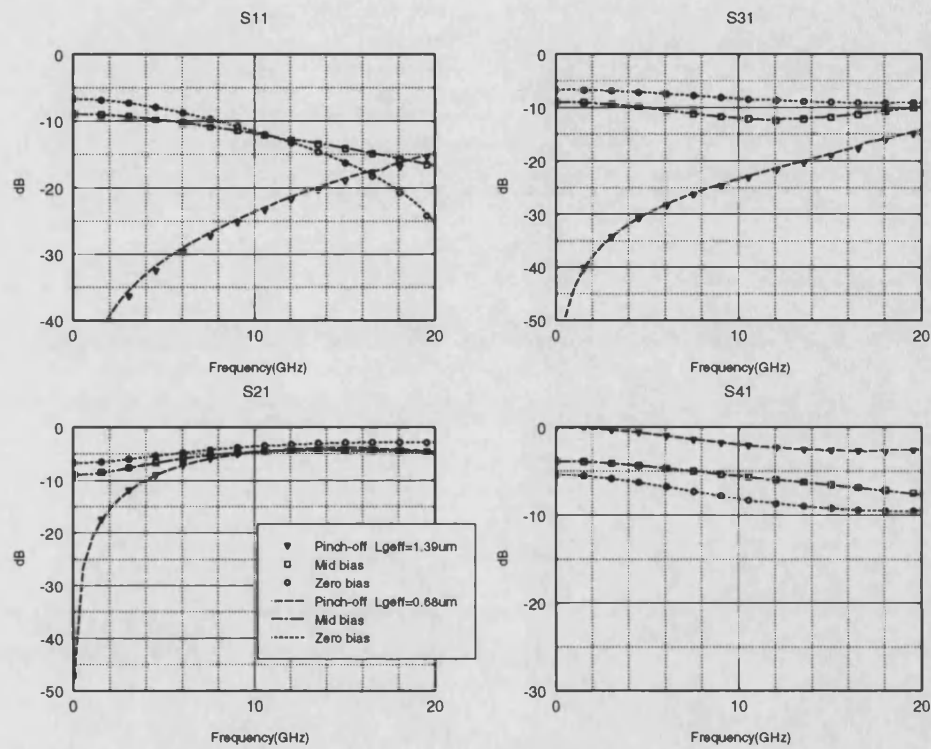 S11
0
-10
-20
-30
-40
dB
0
10
20
Frequency(GHz)
S31
0
-10
-20
-30
-40
-50
dB
0
10
20
Frequency(GHz)
S21
0
-10
-20
-30
-40
-50
dB
0
10
20
Frequency(GHz)
Pinch-off Lgeff=1.39um
Mid bias
Zero bias
Pinch-off Lgeff=0.68um
Mid bias
Zero bias
S41
0
-10
-20
-30
dB
0
10
20
Frequency(GHz)